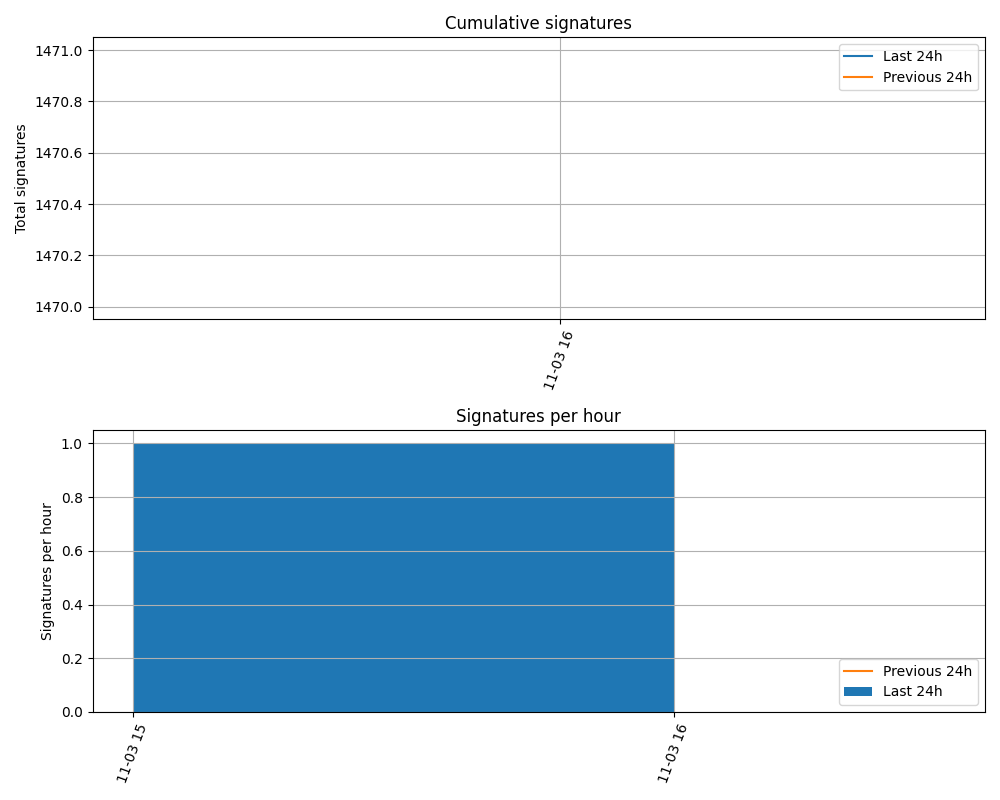 Cumulative signatures
1471.0
1470.8
1470.6
1470.4
1470.2
1470.0
Total signatures
Last 24h
Previous 24h
11-03 16
Signatures per hour
1.0
0.8
0.6
0.4
0.2
0.0
Signatures per hour
Previous 24h
Last 24h
11-03 15
11-03 16